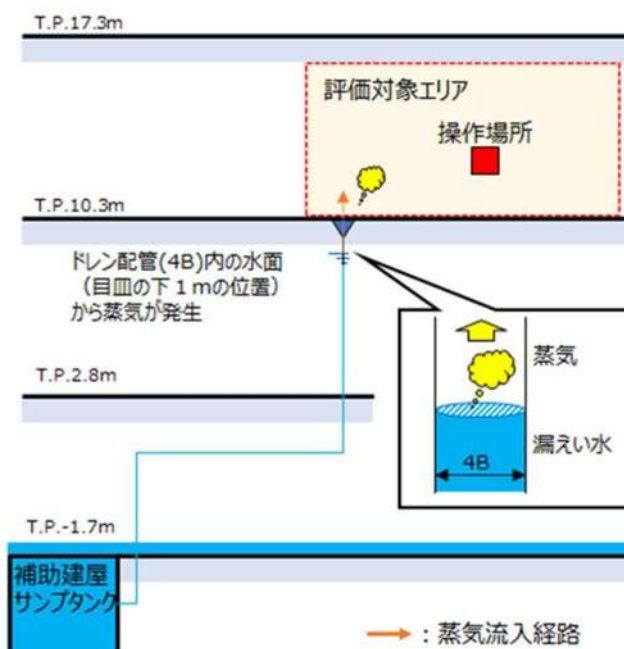 T.P.17.3m
評価対象エリア
操作場所
T.P.10.3m
ドレン配管(4B)内の水面
（目皿の下１mの位置）
から蒸気が発生
蒸気
漏えい水
4B
T.P.2.8m
T.P.-1.7m
補助建屋
サンプタンク
：蒸気流入経路